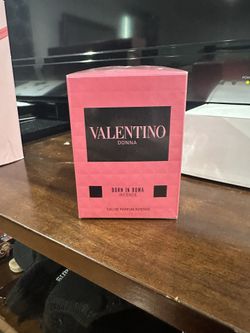 VALENTINO
DONNA
BORN IN ROMA
INTENSE
EAU DE PARFUM INTENSE